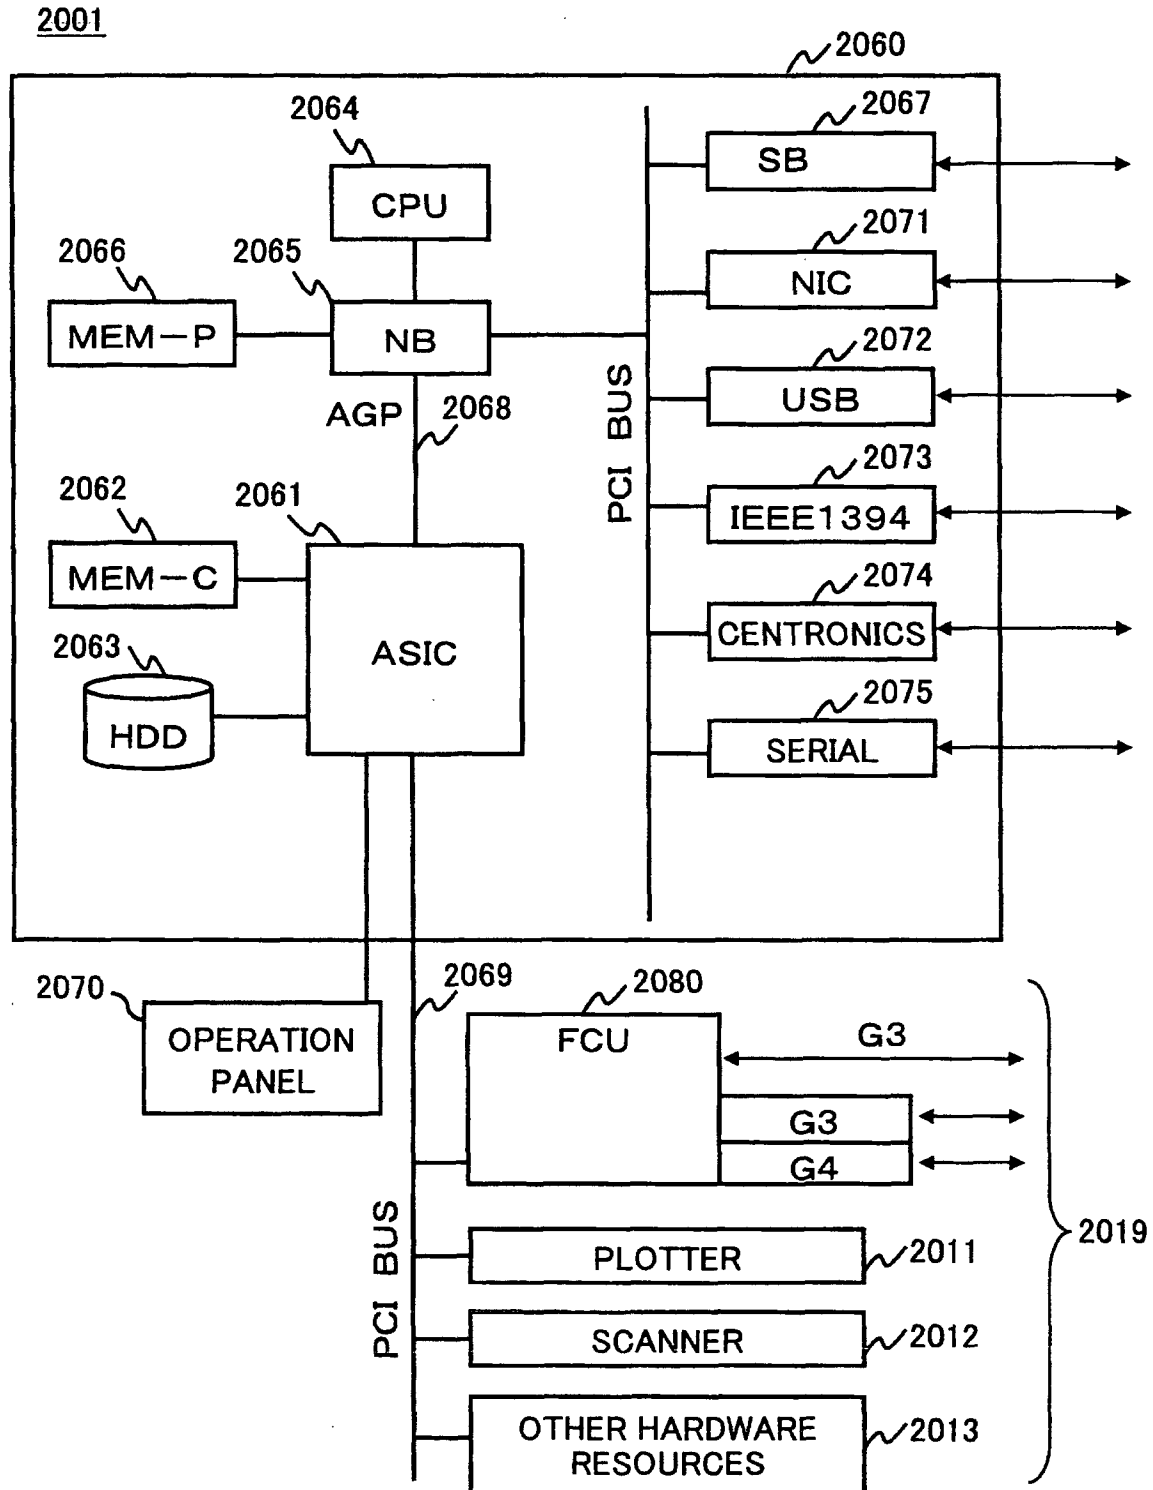 2001
2060
2064
2067
CPU
SB
2066
2065
2071
MEM-P
NB
NIC
AGP
2068
2072
USB
PCI BUS
2062
2061
2073
MEM-C
IEEE1394
2074
2063
ASIC
CENTRONICS
HDD
2075
SERIAL
2070
2069
2080
OPERATION
PANEL
FCU
G3
G3
G4
PCI BUS
2019
PLOTTER
2011
SCANNER
2012
OTHER HARDWARE
RESOURCES
2013